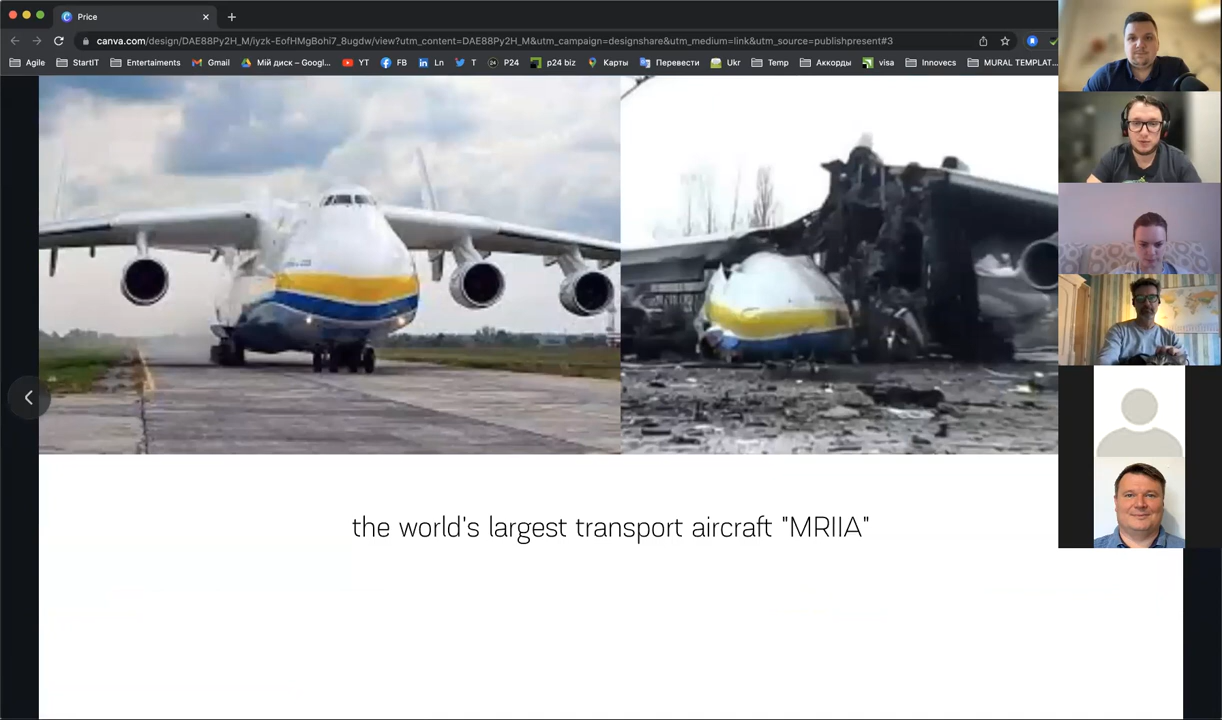 Price
canva.com/design/DAE88Py2H_M/iyzk-EofHMgBohi7_8ugdw/view?utm_content=DAE88Py2H_M&utm_campaign=designshare&utm_medium=link&utm_source=publishpresent#3
Agile StartIT Entertaiments Gmail Мій диск – Googl... YT FB Ln T P24 p24 biz Карты Перевести Ukr Temp Аккорды visa Innovecs MURAL TEMPLAT...
the world's largest transport aircraft "MRIIA"